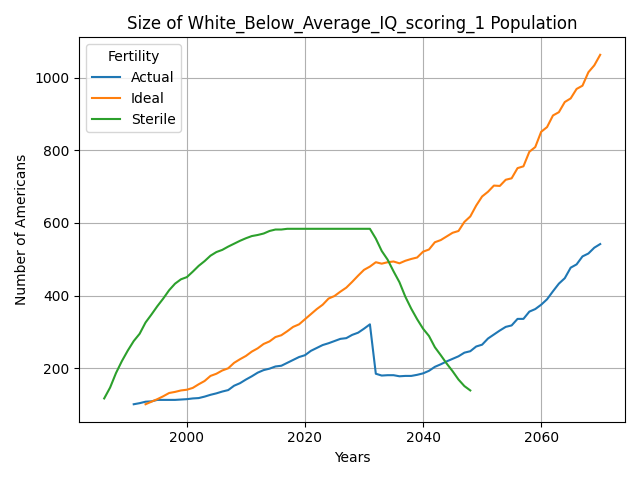 Size of White_Below_Average_IQ_scoring_1 Population
Fertility
Actual
Ideal
Sterile
Number of Americans
1000
800
600
400
200
2000
2020
2040
2060
Years